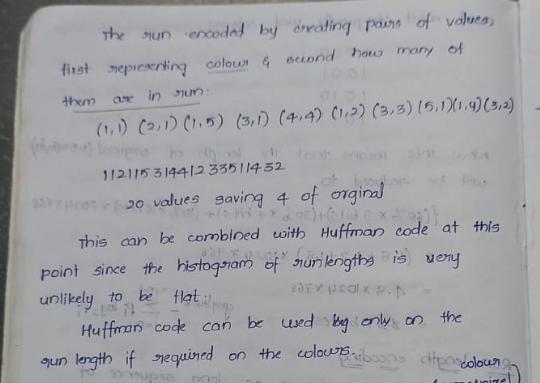 The run encoded by creating pairs of values,
first representing colour & second how many of
them are in run:
(1,1) (2,1) (1,5) (3,1) (4,4) (1,2) (3,3) (5,1)(1,4)(3,2)
11211531441233511432
20 values saving 4 of orginal
This can be combined with Huffman code at this
point since the histogram of runlengths is very
unlikely to be flat.
Huffman code can be used only on the
run length if required on the colours.
colour